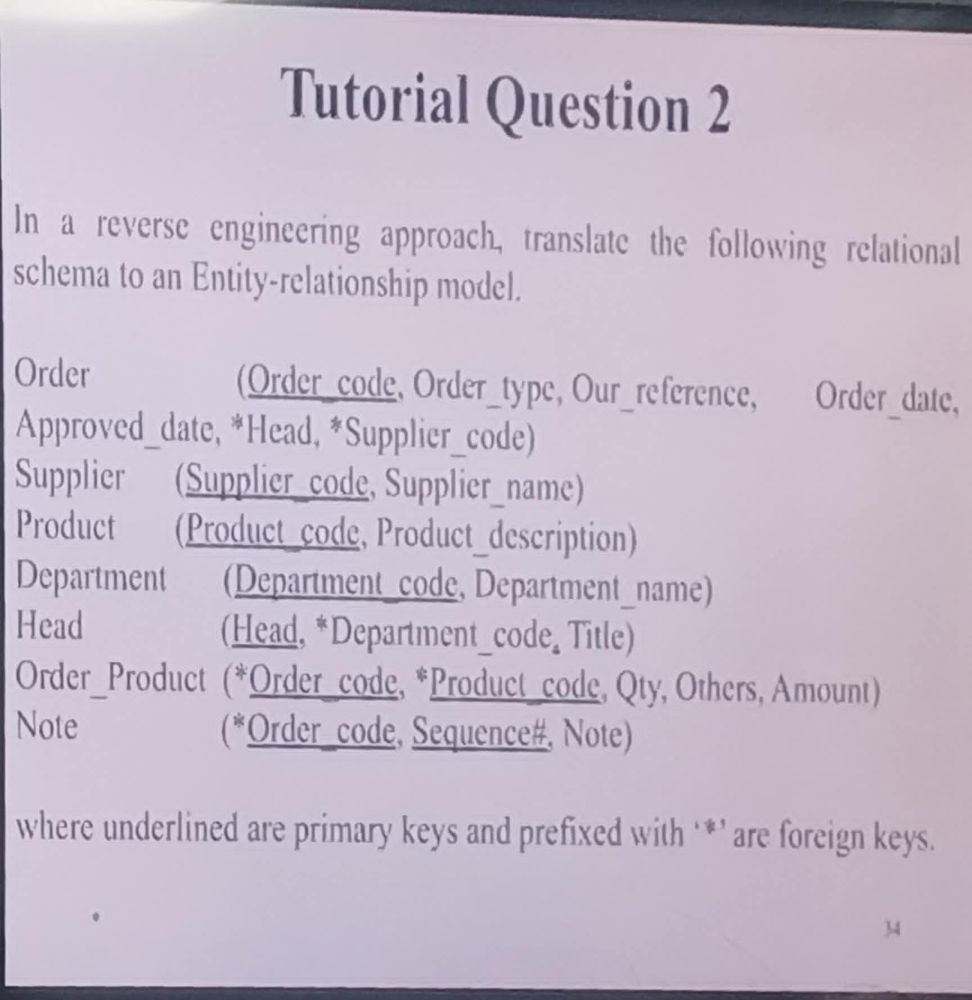 Tutorial Question 2
In a reverse engineering approach, translate the following relational
schema to an Entity-relationship model.
Order (Order_code, Order_type, Our_reference, Order_date,
Approved_date, *Head, *Supplier_code)
Supplier (Supplier_code, Supplier_name)
Product (Product_code, Product_description)
Department (Department_code, Department_name)
Head (Head, *Department_code, Title)
Order_Product (*Order_code, *Product_code, Qty, Others, Amount)
Note (*Order_code, Sequence#, Note)
where underlined are primary keys and prefixed with ‘*’ are foreign keys.
34